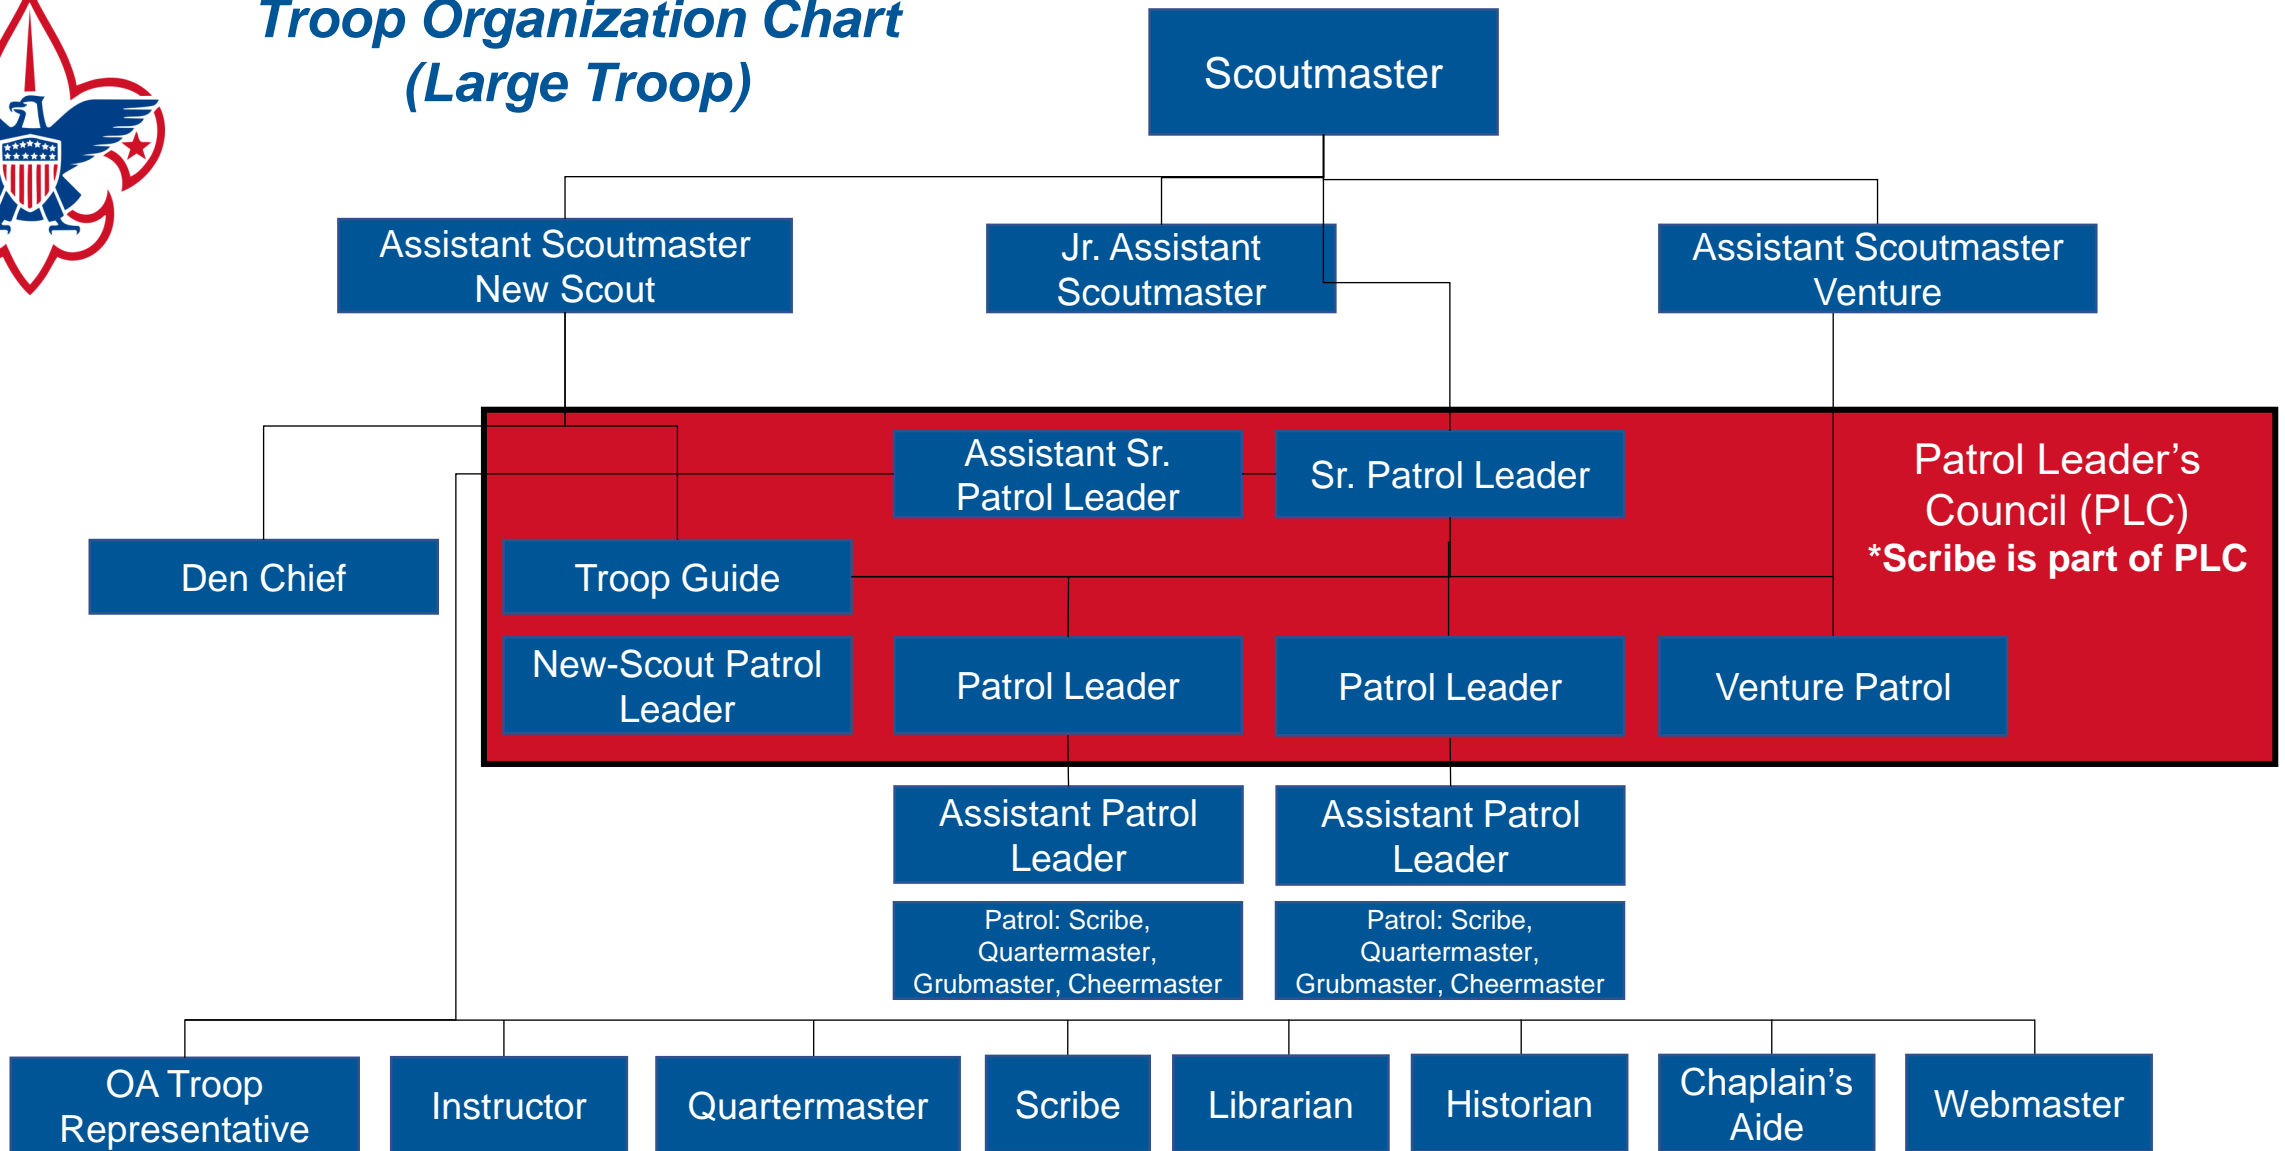 Troop Organization Chart
(Large Troop)
Scoutmaster
Assistant Scoutmaster
New Scout
Jr. Assistant
Scoutmaster
Assistant Scoutmaster
Venture
Assistant Sr.
Patrol Leader
Sr. Patrol Leader
Patrol Leader’s
Council (PLC)
*Scribe is part of PLC
Den Chief
Troop Guide
New-Scout Patrol
Leader
Patrol Leader
Patrol Leader
Venture Patrol
Assistant Patrol
Leader
Assistant Patrol
Leader
Patrol: Scribe,
Quartermaster,
Grubmaster, Cheermaster
Patrol: Scribe,
Quartermaster,
Grubmaster, Cheermaster
OA Troop
Representative
Instructor
Quartermaster
Scribe
Librarian
Historian
Chaplain’s
Aide
Webmaster